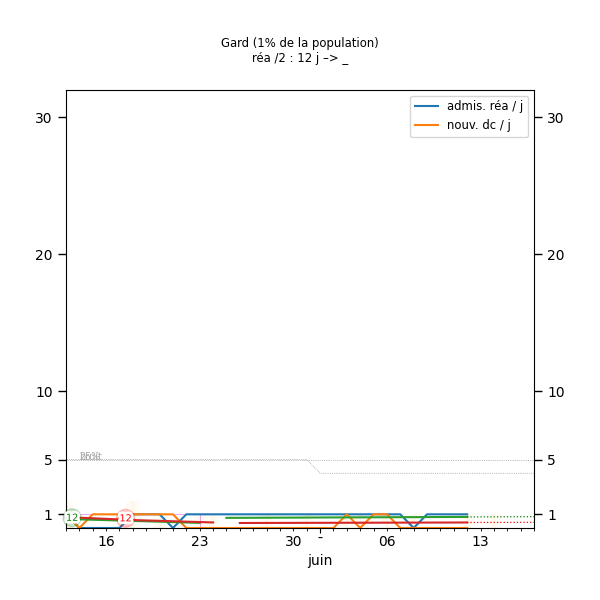 Gard (1% de la population)
réa /2 : 12 j –> _
admis. réa / j
nouv. dc / j
30 30
20 20
10 10
5 5
1 1
12 12
16 23 30 - 06 13
juin